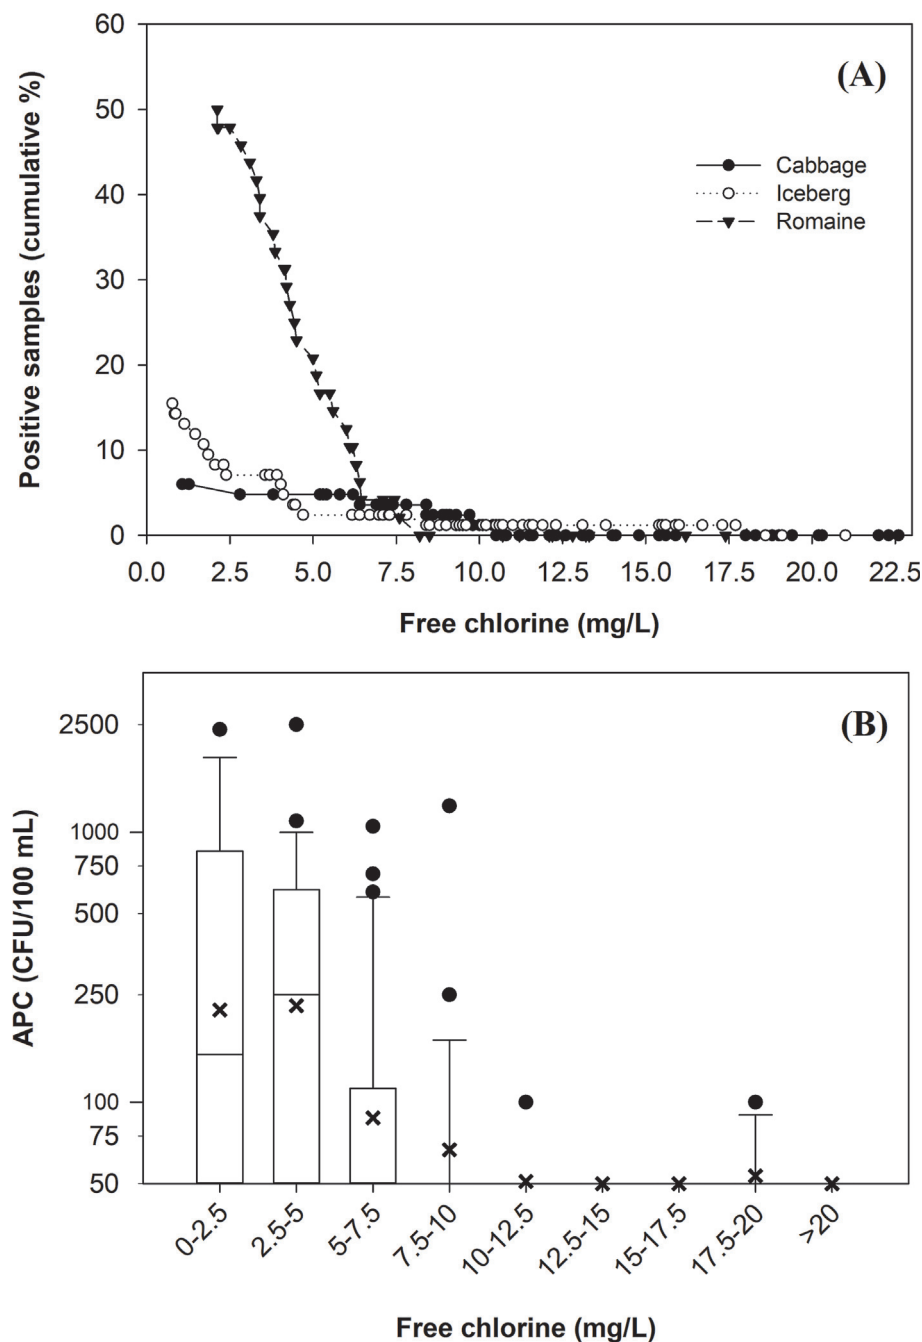 60
50
40
30
20
10
0
Positive samples (cumulative %)
(A)
Cabbage
Iceberg
Romaine
0.0 2.5 5.0 7.5 10.0 12.5 15.0 17.5 20.0 22.5
Free chlorine (mg/L)
2500
1000
750
500
250
100
75
50
APC (CFU/100 mL)
(B)
0-2.5 2.5-5 5-7.5 7.5-10 10-12.5 12.5-15 15-17.5 17.5-20 >20
Free chlorine (mg/L)